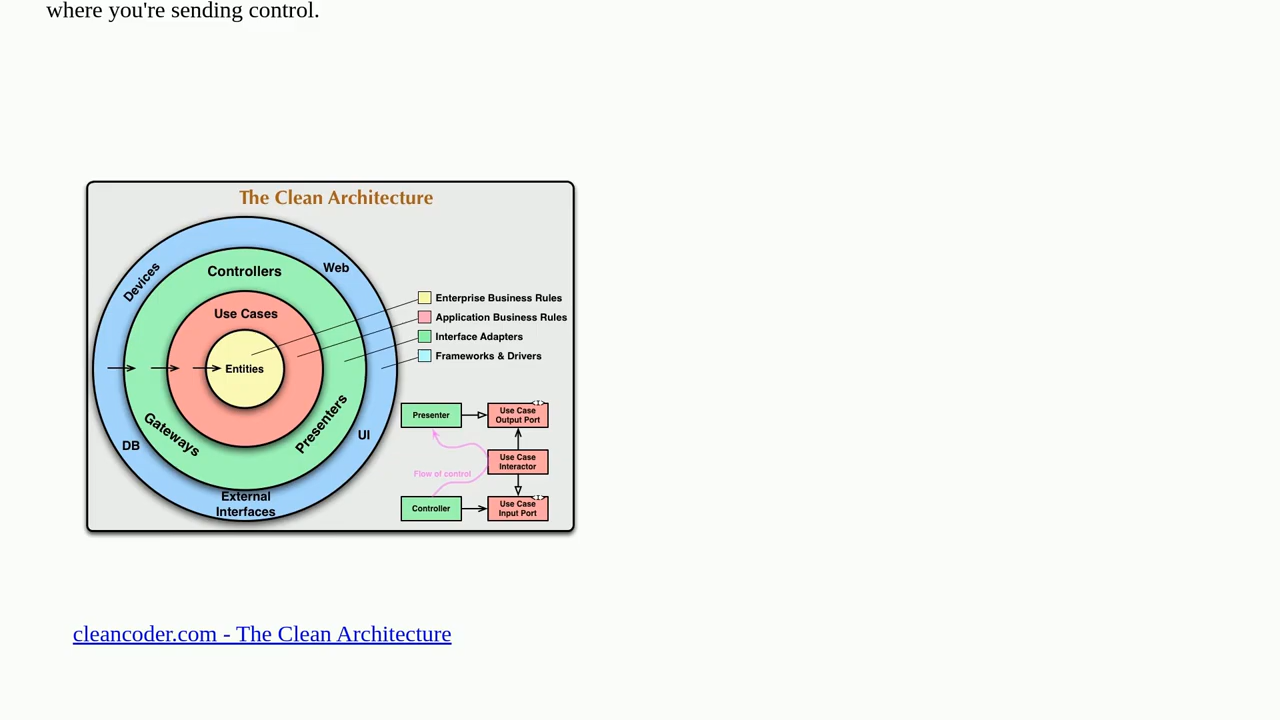 where you're sending control.
The Clean Architecture
Devices
Controllers
Web
Use Cases
Entities
Gateways
Presenters
DB
UI
External
Interfaces
Enterprise Business Rules
Application Business Rules
Interface Adapters
Frameworks & Drivers
Presenter
Use Case
Output Port
<I>
Flow of control
Use Case
Interactor
Controller
Use Case
Input Port
<I>
cleancoder.com - The Clean Architecture